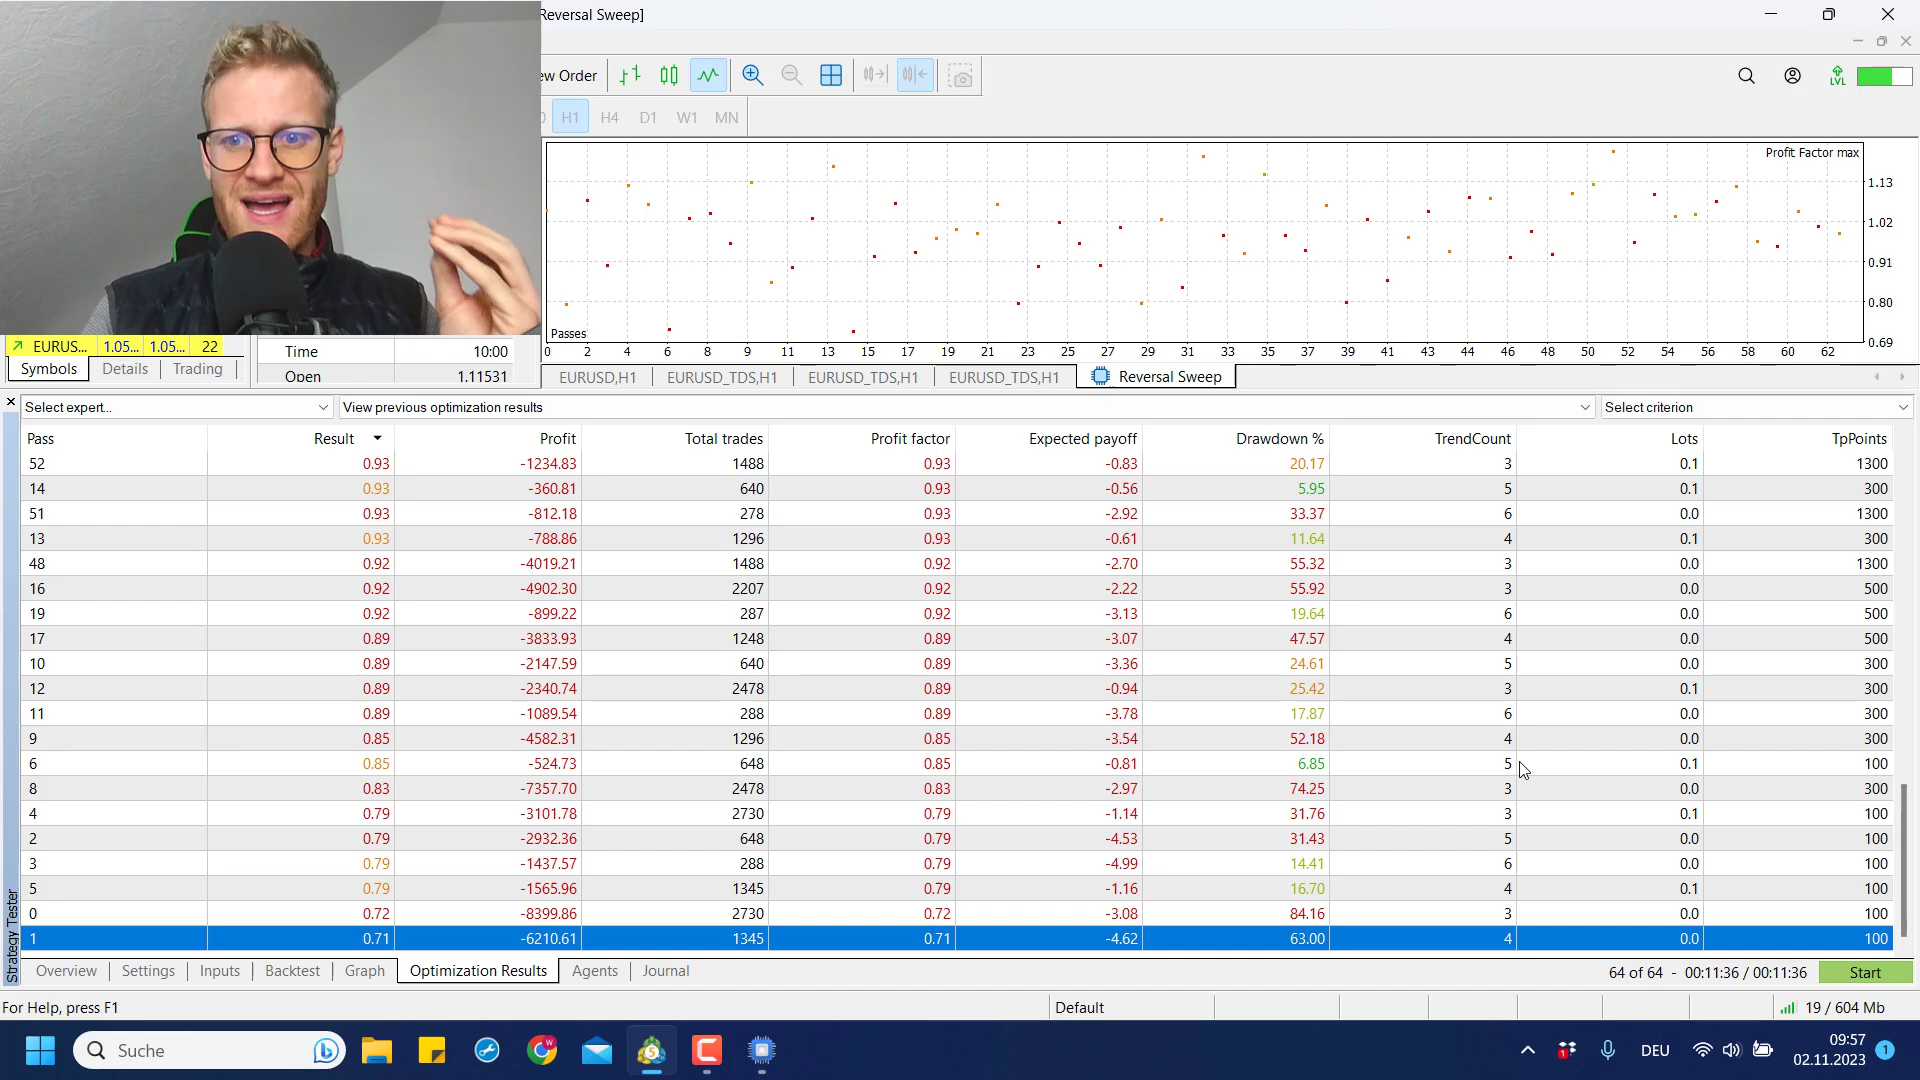 Reversal Sweep]
ew Order
LVL
H1 H4 D1 W1 MN
Profit Factor max
1.13
1.02
0.91
0.80
0.69
Passes
0 2 4 6 8 11 13 15 17 19 21 23 25 27 29 31 33 35 37 39 41 43 44 46 48 50 52 54 56 58 60 62
EURUS... 1.05... 1.05... 22
Symbols Details Trading
Time 10:00
Open 1.11531
EURUSD,H1 EURUSD_TDS,H1 EURUSD_TDS,H1 EURUSD_TDS,H1 Reversal Sweep
Select expert... View previous optimization results Select criterion
Pass Result Profit Total trades Profit factor Expected payoff Drawdown % TrendCount Lots TpPoints
52 0.93 -1234.83 1488 0.93 -0.83 20.17 3 0.1 1300
14 0.93 -360.81 640 0.93 -0.56 5.95 5 0.1 300
51 0.93 -812.18 278 0.93 -2.92 33.37 6 0.0 1300
13 0.93 -788.86 1296 0.93 -0.61 11.64 4 0.1 300
48 0.92 -4019.21 1488 0.92 -2.70 55.32 3 0.0 1300
16 0.92 -4902.30 2207 0.92 -2.22 55.92 3 0.0 500
19 0.92 -899.22 287 0.92 -3.13 19.64 6 0.0 500
17 0.89 -3833.93 1248 0.89 -3.07 47.57 4 0.0 500
10 0.89 -2147.59 640 0.89 -3.36 24.61 5 0.0 300
12 0.89 -2340.74 2478 0.89 -0.94 25.42 3 0.1 300
11 0.89 -1089.54 288 0.89 -3.78 17.87 6 0.0 300
9 0.85 -4582.31 1296 0.85 -3.54 52.18 4 0.0 300
6 0.85 -524.73 648 0.85 -0.81 6.85 5 0.1 100
8 0.83 -7357.70 2478 0.83 -2.97 74.25 3 0.0 300
4 0.79 -3101.78 2730 0.79 -1.14 31.76 3 0.1 100
2 0.79 -2932.36 648 0.79 -4.53 31.43 5 0.0 100
3 0.79 -1437.57 288 0.79 -4.99 14.41 6 0.0 100
5 0.79 -1565.96 1345 0.79 -1.16 16.70 4 0.1 100
0 0.72 -8399.86 2730 0.72 -3.08 84.16 3 0.0 100
1 0.71 -6210.61 1345 0.71 -4.62 63.00 4 0.0 100
Strategy Tester
Overview Settings Inputs Backtest Graph Optimization Results Agents Journal 64 of 64 - 00:11:36 / 00:11:36 Start
For Help, press F1 Default 19 / 604 Mb
Suche DEU 09:57
02.11.2023 1